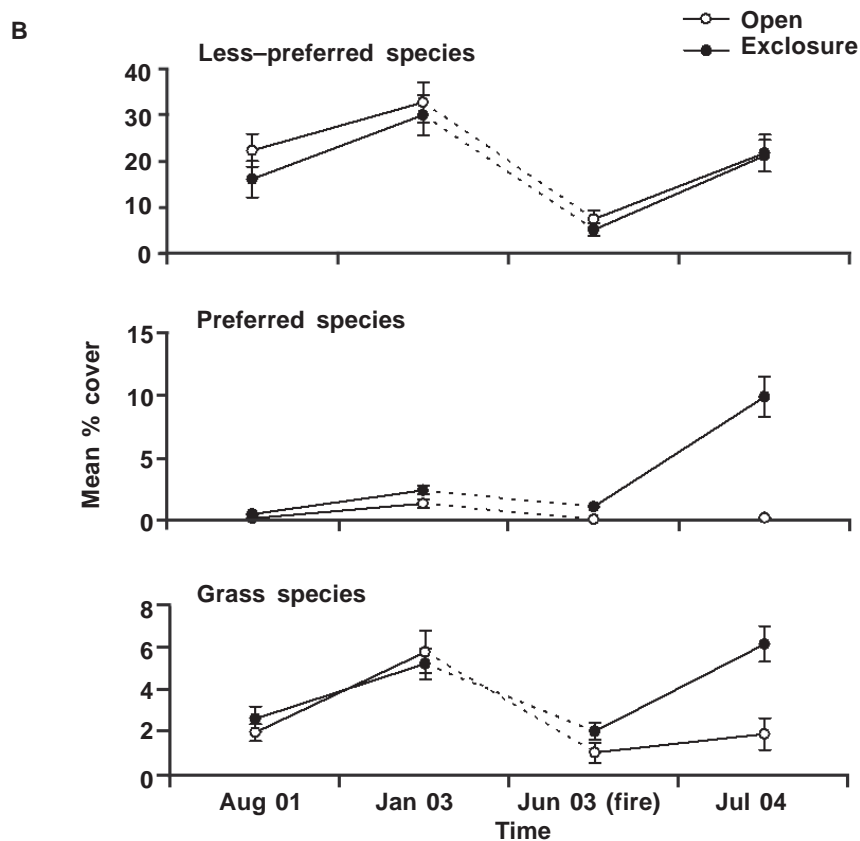 B
Open
Exclosure
Less–preferred species
40
30
20
10
0
Preferred species
15
10
5
0
Mean % cover
Grass species
8
6
4
2
0
Aug 01 Jan 03 Jun 03 (fire) Jul 04
Time